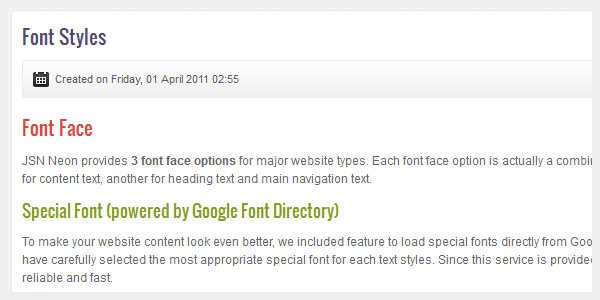 Font Styles
Created on Friday, 01 April 2011 02:55
Font Face
JSN Neon provides 3 font face options for major website types. Each font face option is actually a combin
for content text, another for heading text and main navigation text.
Special Font (powered by Google Font Directory)
To make your website content look even better, we included feature to load special fonts directly from Goo
have carefully selected the most appropriate special font for each text styles. Since this service is provide
reliable and fast.